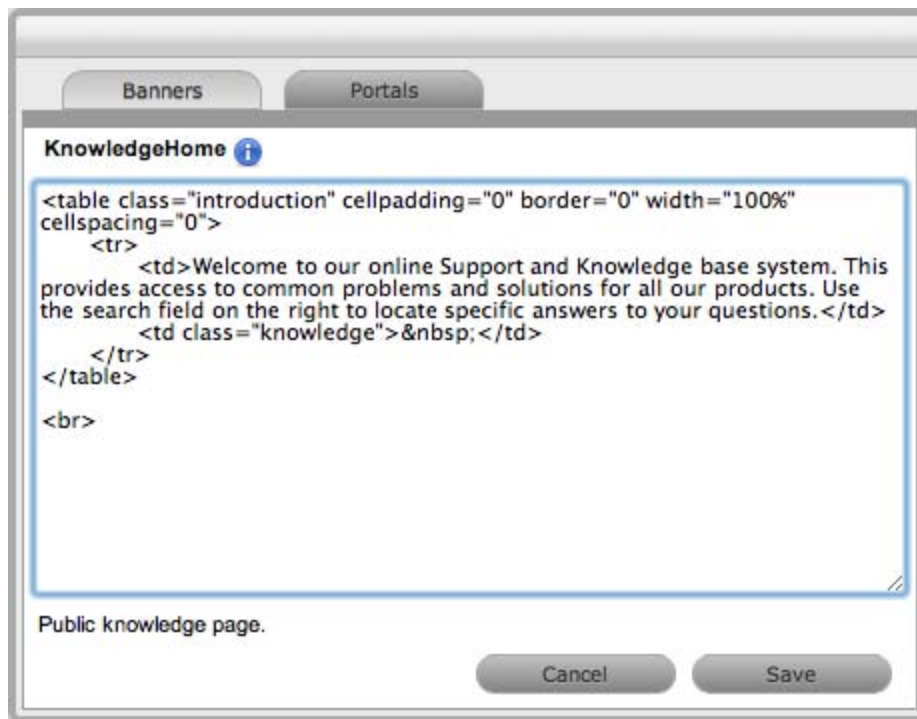 Banners Portals
KnowledgeHome
<table class="introduction" cellpadding="0" border="0" width="100%"
cellspacing="0">
<tr>
<td>Welcome to our online Support and Knowledge base system. This
provides access to common problems and solutions for all our products. Use
the search field on the right to locate specific answers to your questions.</td>
<td class="knowledge">&nbsp;</td>
</tr>
</table>
<br>
Public knowledge page.
Cancel Save